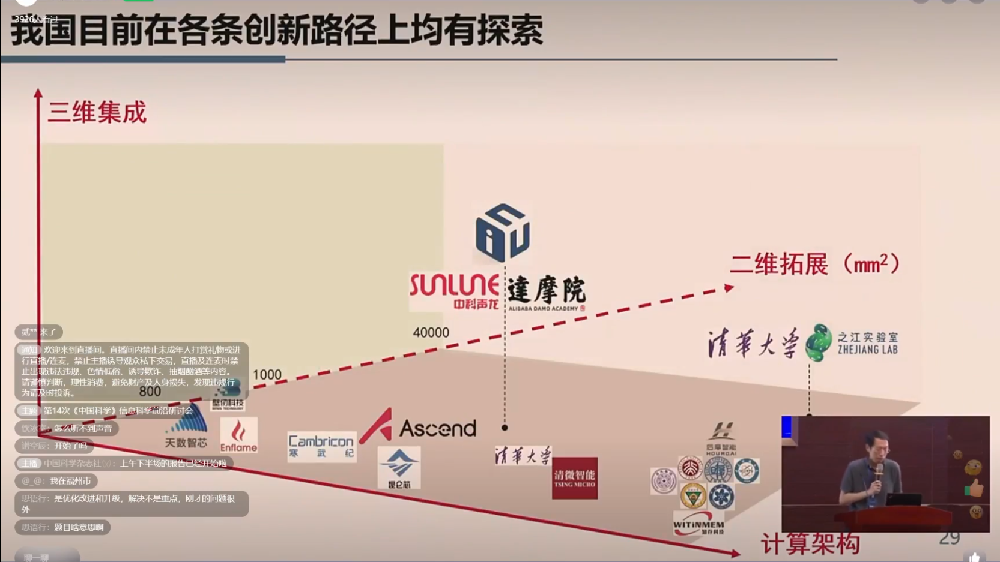 3926人看过
我国目前在各条创新路径上均有探索
三维集成
iCU
二维拓展（mm²）
SUNLUNE
中科声龙
達摩院
ALIBABA DAMO ACADEMY
40000
清華大学
之江实验室
ZHEJIANG LAB
贰** 来了
通知 欢迎来到直播间。直播间内禁止未成年人打赏礼物或进
行直播/连麦，禁止主播诱导观众私下交易，直播及连麦时禁
止出现违法违规、色情低俗、诱导欺诈、抽烟酗酒等内容。
请谨慎判断，理性消费，避免财产及人身损失，发现违规行
为请及时投诉。
1000
800
壁仞科技
主题 第14次《中国科学》信息科学前沿研讨会
饮冰室：怎么听不到声音
诺空辰：开始了吗
主播 中国科学杂志社：上午下半场的报告已经开始啦
@_@：我在福州市
思语行：是优化改进和升级，解决不是重点，刚才的问题很
外
思语行：题目啥意思啊
聊一聊
天数智芯
Enflame
Cambricon
寒武纪
Ascend
昆仑芯
清華大学
清微智能
TSING MICRO
后摩智能
HOUMO.AI
WITINMEM
知存科技
计算架构
29